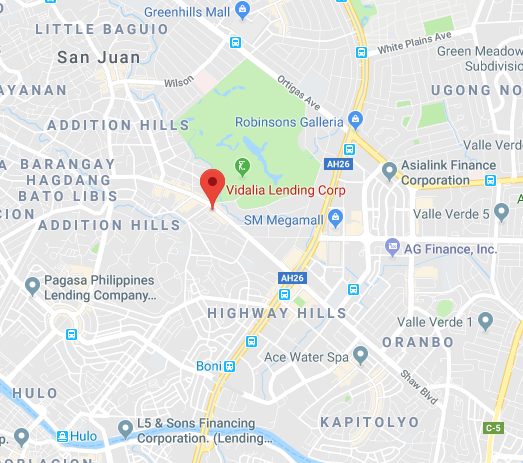 Greenhills Mall
LITTLE BAGUIO
White Plains Ave
San Juan
Green Meadow
Subdivision
Wilson
Ortigas Ave
AYANAN
UGONG NO
ADDITION HILLS
Robinsons Galleria
Valle Verde
A BARANGAY
HAGDANG
BATO LIBIS
AH26
Asialink Finance
Corporation
Vidalia Lending Corp
CION
ADDITION HILLS
SM Megamall
Valle Verde 5
A
AG Finance, Inc.
Pagasa Philippines
Lending Company...
AH26
HIGHWAY HILLS
Valle Verde 1
ORANBO
Ace Water Spa
Boni
Shaw Blvd
HULO
KAPITOLYO
L5 & Sons Financing
Corporation. (Lending...
C-5
p.
Hulo
OBLACION